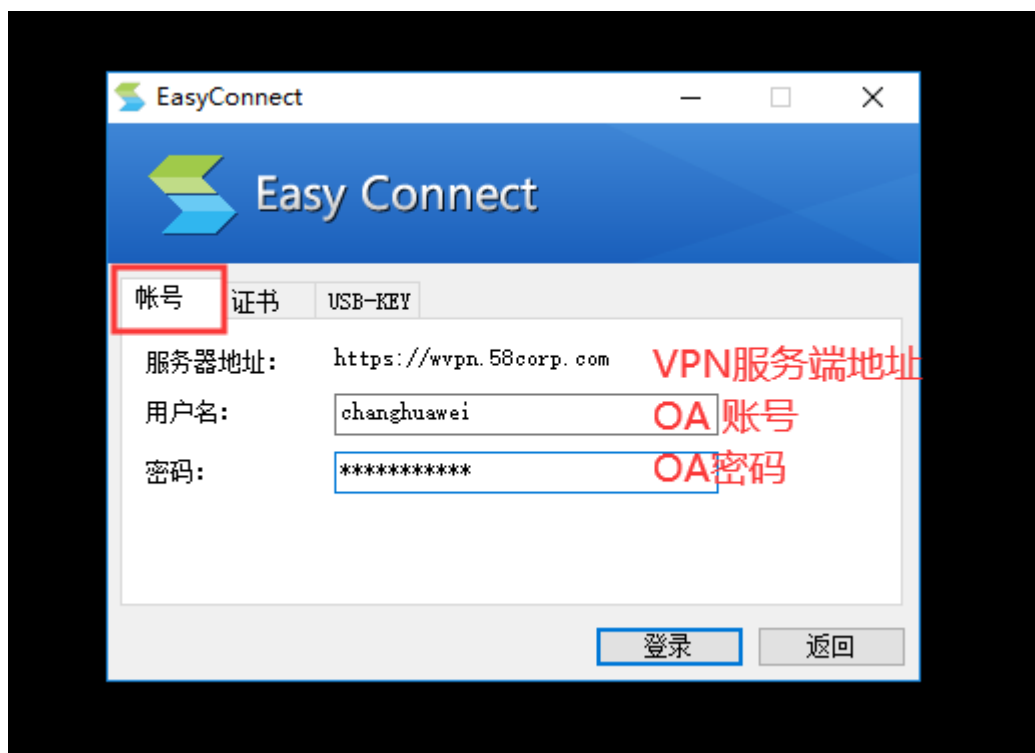 EasyConnect
Easy Connect
帐号 证书 USB-KEY
服务器地址: https://wvpn.58corp.com VPN服务端地址
用户名: changhuawei OA 账号
密码: *********** OA密码
登录 返回